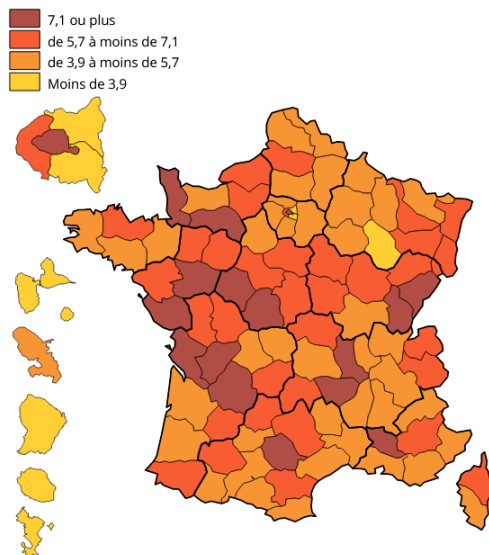 7,1 ou plus
de 5,7 à moins de 7,1
de 3,9 à moins de 5,7
Moins de 3,9